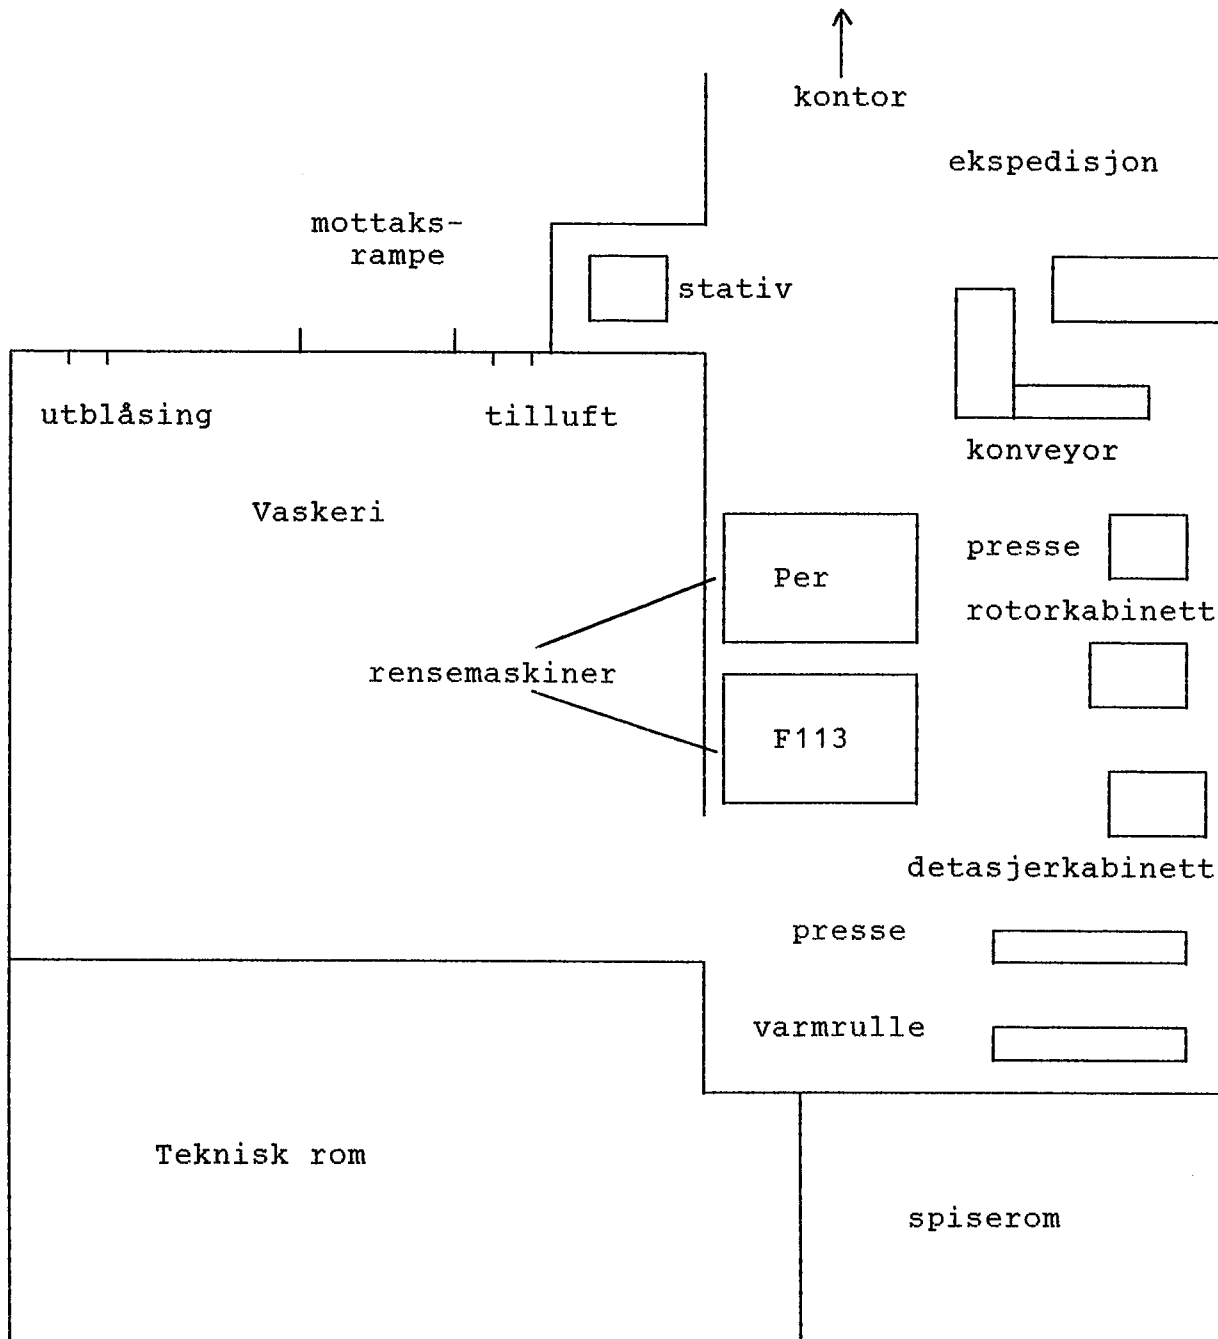 kontor
ekspedisjon
mottaks-
rampe
stativ
utblåsing
tilluft
konveyor
Vaskeri
presse
Per
rotorkabinett
rensemaskiner
F113
detasjerkabinett
presse
varmrulle
Teknisk rom
spiserom